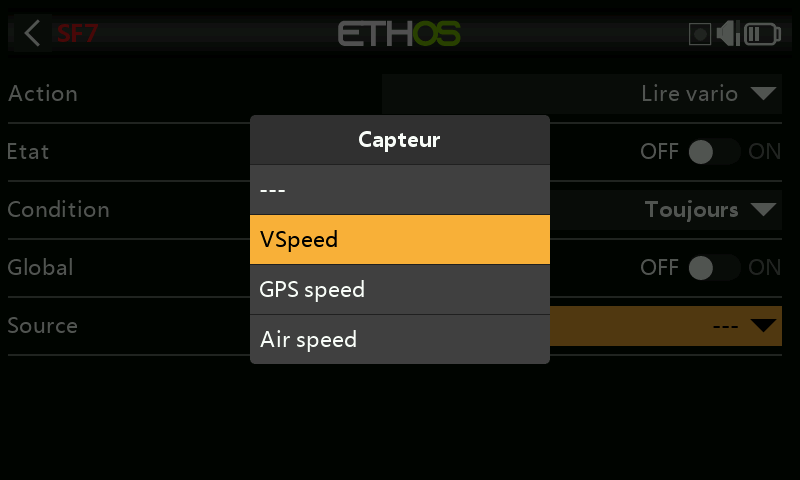 SF7
ETHOS
Action
Lire vario
Capteur
Etat
OFF ON
---
Condition
Toujours
VSpeed
Global
OFF ON
GPS speed
Source
---
Air speed